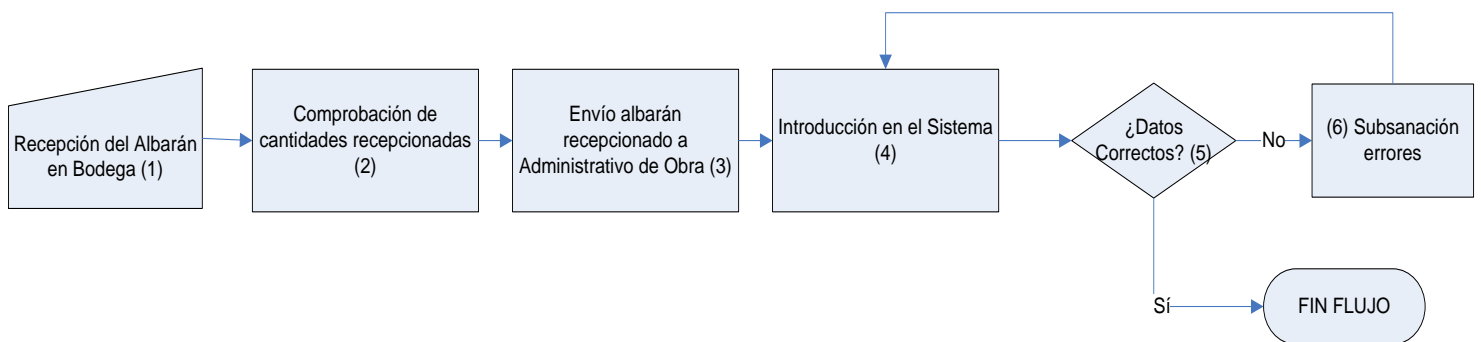 Recepción del Albarán
en Bodega (1)
Comprobación de
cantidades recepcionadas
(2)
Envío albarán
recepcionado a
Administrativo de Obra (3)
Introducción en el Sistema
(4)
¿Datos
Correctos? (5)
No
(6) Subsanación
errores
Sí
FIN FLUJO